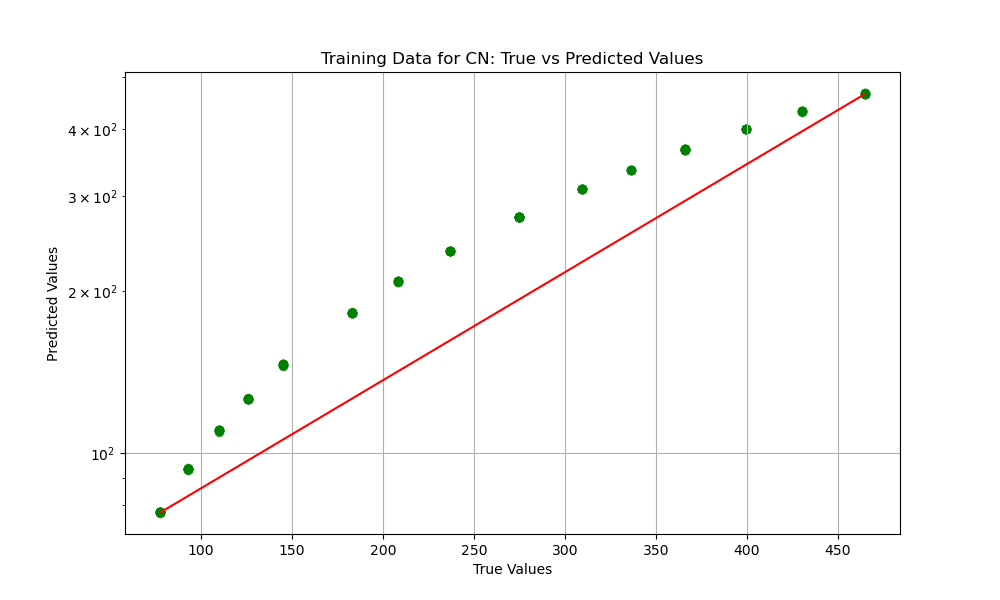 Training Data for CN: True vs Predicted Values
Predicted Values
4 × 10²
3 × 10²
2 × 10²
10²
100 150 200 250 300 350 400 450
True Values